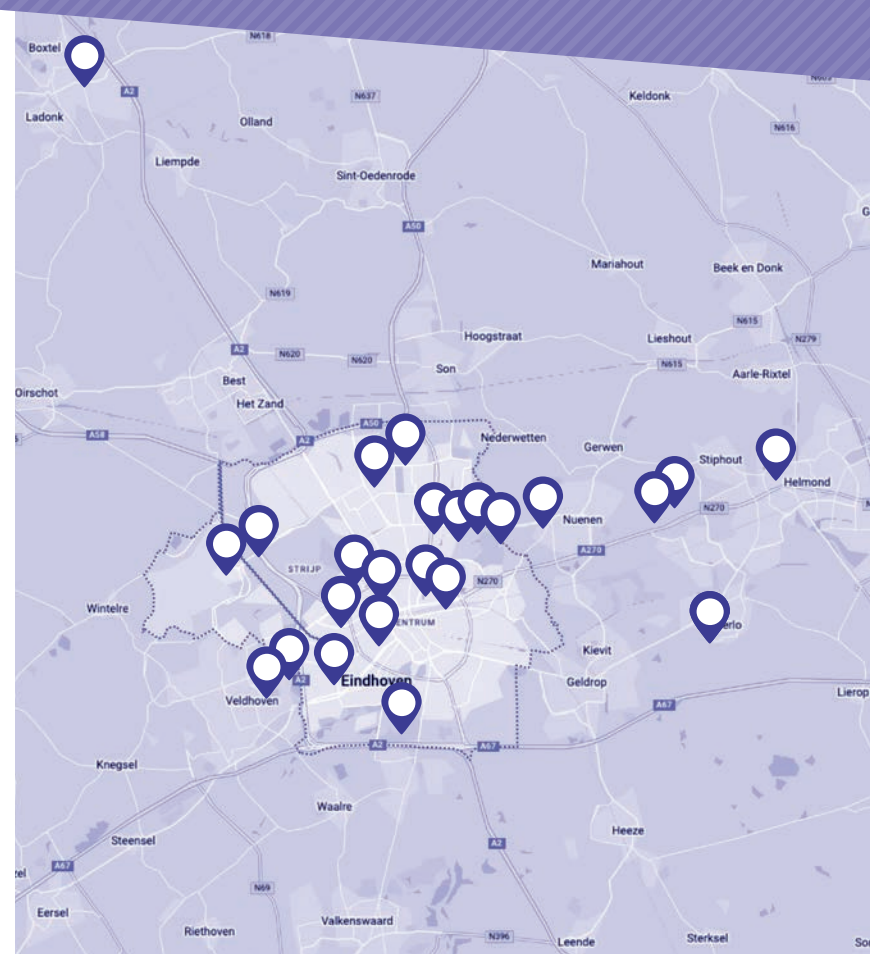 N618
Boxtel
A2
N637
Keldonk
Ladonk
Olland
N616
Liempde
Sint-Oedenrode
A50
Mariahout
Beek en Donk
N619
N615
Hoogstraat
Lieshout
N279
A2
N620
N620
N615
Son
Aarle-Rixtel
Best
Oirschot
Het Zand
A50
A58
A2
Nederwetten
Gerwen
Stiphout
Helmond
N270
Nuenen
A270
STRIJP
N270
Wintelre
ENTRUM
erlo
Kievit
Eindhoven
A2
Geldrop
Lierop
Veldhoven
A67
A2
A67
Knegsel
Waalre
Heeze
Steensel
A2
A67
N69
Eersel
Valkenswaard
Riethoven
N396
Leende
Sterksel